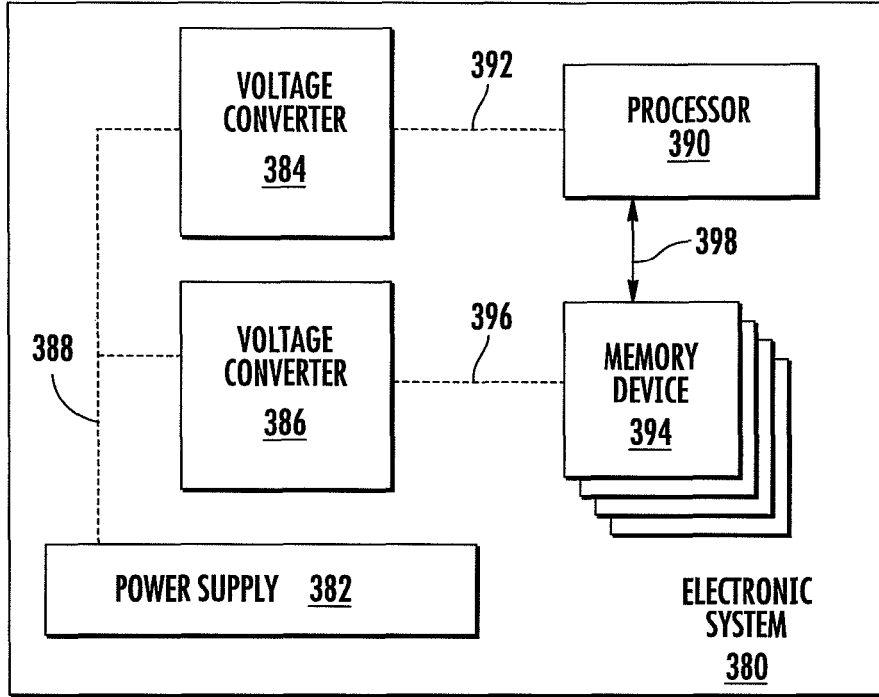 VOLTAGE
CONVERTER
384
392
PROCESSOR
390
398
388
VOLTAGE
CONVERTER
386
396
MEMORY
DEVICE
394
POWER SUPPLY 382
ELECTRONIC
SYSTEM
380